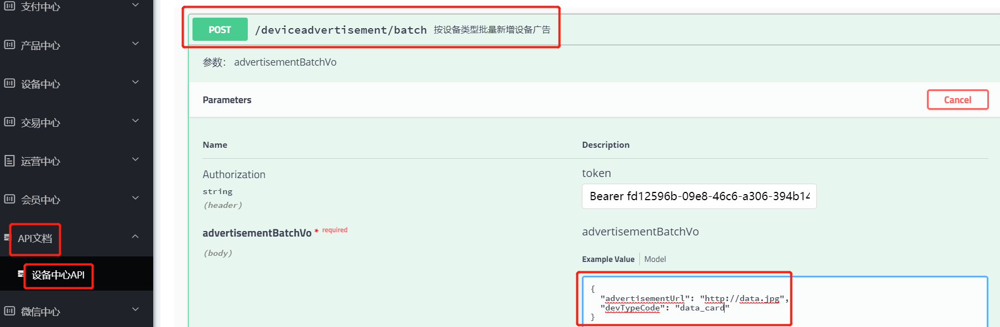 支付中心
产品中心
设备中心
交易中心
运营中心
会员中心
API文档
设备中心API
微信中心
POST /deviceadvertisement/batch 按设备类型批量新增设备广告
参数： advertisementBatchVo
Parameters
Cancel
Name Description
Authorization
string
(header)
token
Bearer fd12596b-09e8-46c6-a306-394b14
advertisementBatchVo * required
(body)
advertisementBatchVo
Example Value Model
{
"advertisementUrl": "http://data.jpg",
"devTypeCode": "data_card"
}